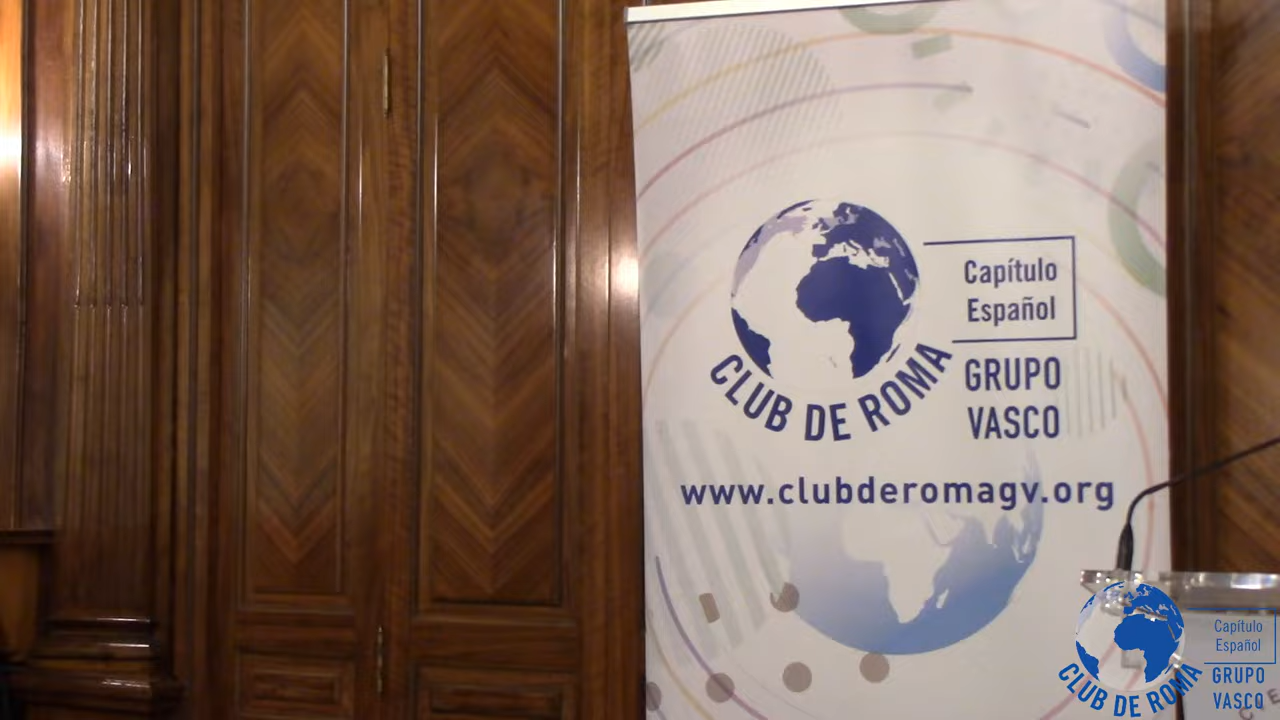 Capítulo
Español
CLUB DE ROMA
GRUPO
VASCO
www.clubderomagv.org
Capítulo
Español
CLUB DE ROMA
GRUPO
VASCO